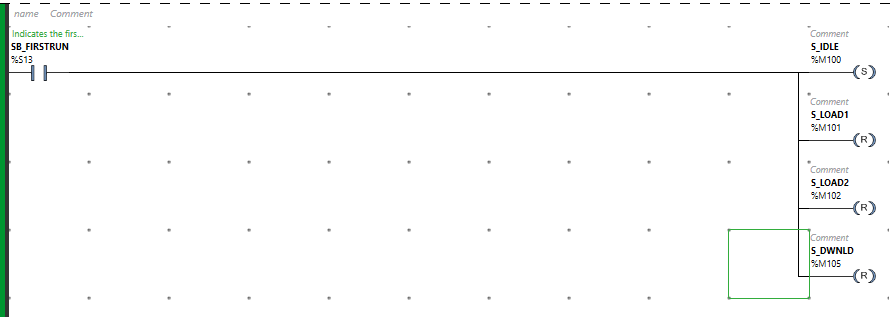 name Comment
Indicates the firs...
SB_FIRSTRUN
%S13
Comment
S_IDLE
%M100
S
Comment
S_LOAD1
%M101
R
Comment
S_LOAD2
%M102
R
Comment
S_DWNLD
%M105
R